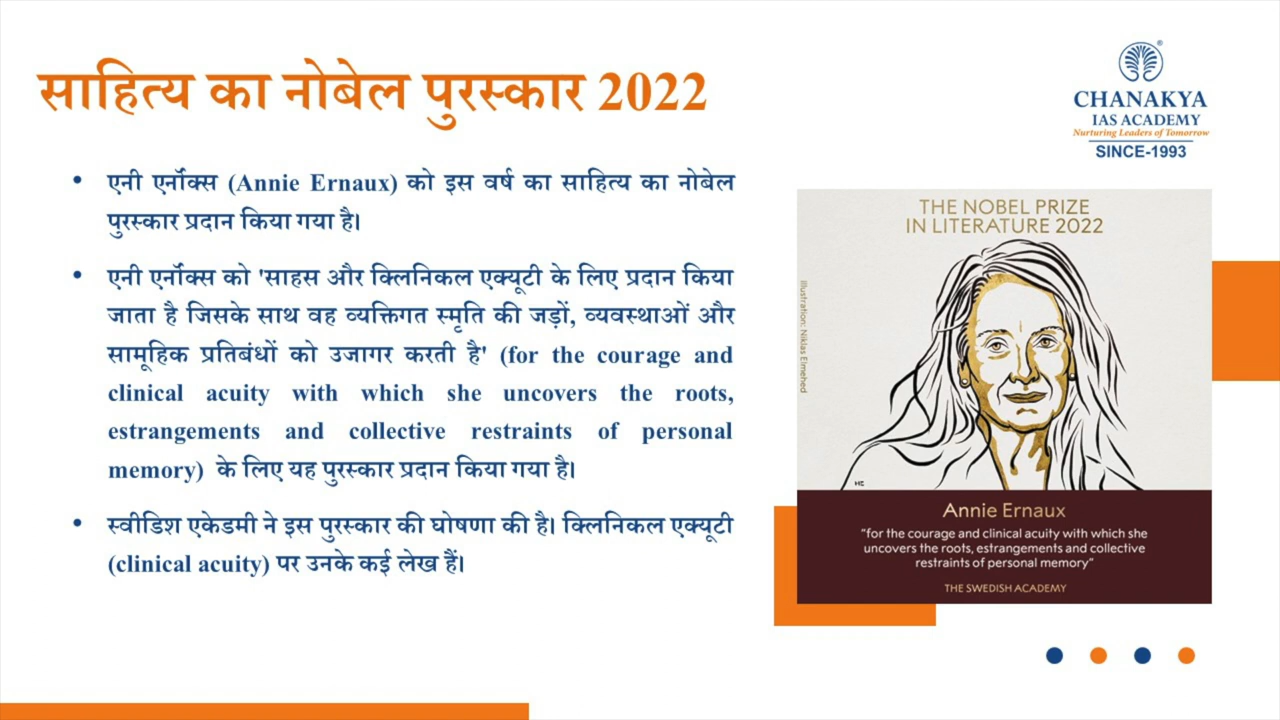 साहित्य का नोबेल पुरस्कार 2022
CHANAKYA
IAS ACADEMY
Nurturing Leaders of Tomorrow
SINCE-1993
• एनी एर्नॉक्स (Annie Ernaux) को इस वर्ष का साहित्य का नोबेल
पुरस्कार प्रदान किया गया है।
• एनी एर्नॉक्स को 'साहस और क्लिनिकल एक्यूटी के लिए प्रदान किया
जाता है जिसके साथ वह व्यक्तिगत स्मृति की जड़ों, व्यवस्थाओं और
सामूहिक प्रतिबंधों को उजागर करती है' (for the courage and
clinical acuity with which she uncovers the roots,
estrangements and collective restraints of personal
memory) के लिए यह पुरस्कार प्रदान किया गया है।
• स्वीडिश एकेडमी ने इस पुरस्कार की घोषणा की है। क्लिनिकल एक्यूटी
(clinical acuity) पर उनके कई लेख हैं।
THE NOBEL PRIZE
IN LITERATURE 2022
Illustration: Niklas Elmehed
Annie Ernaux
“for the courage and clinical acuity with which she
uncovers the roots, estrangements and collective
restraints of personal memory”
THE SWEDISH ACADEMY